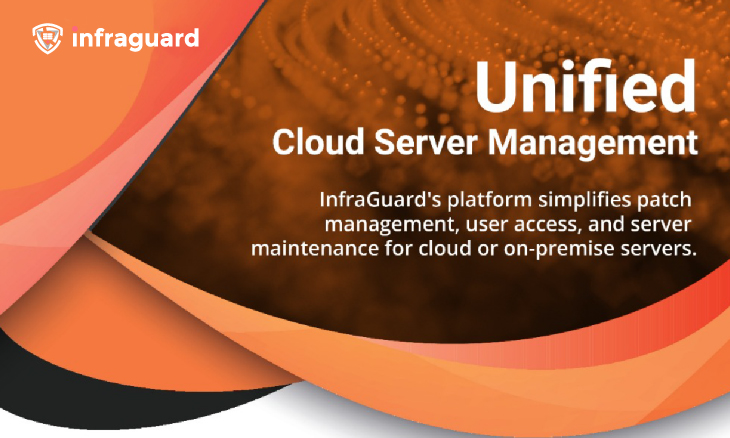 infraguard
Unified
Cloud Server Management
InfraGuard's platform simplifies patch
management, user access, and server
maintenance for cloud or on-premise servers.